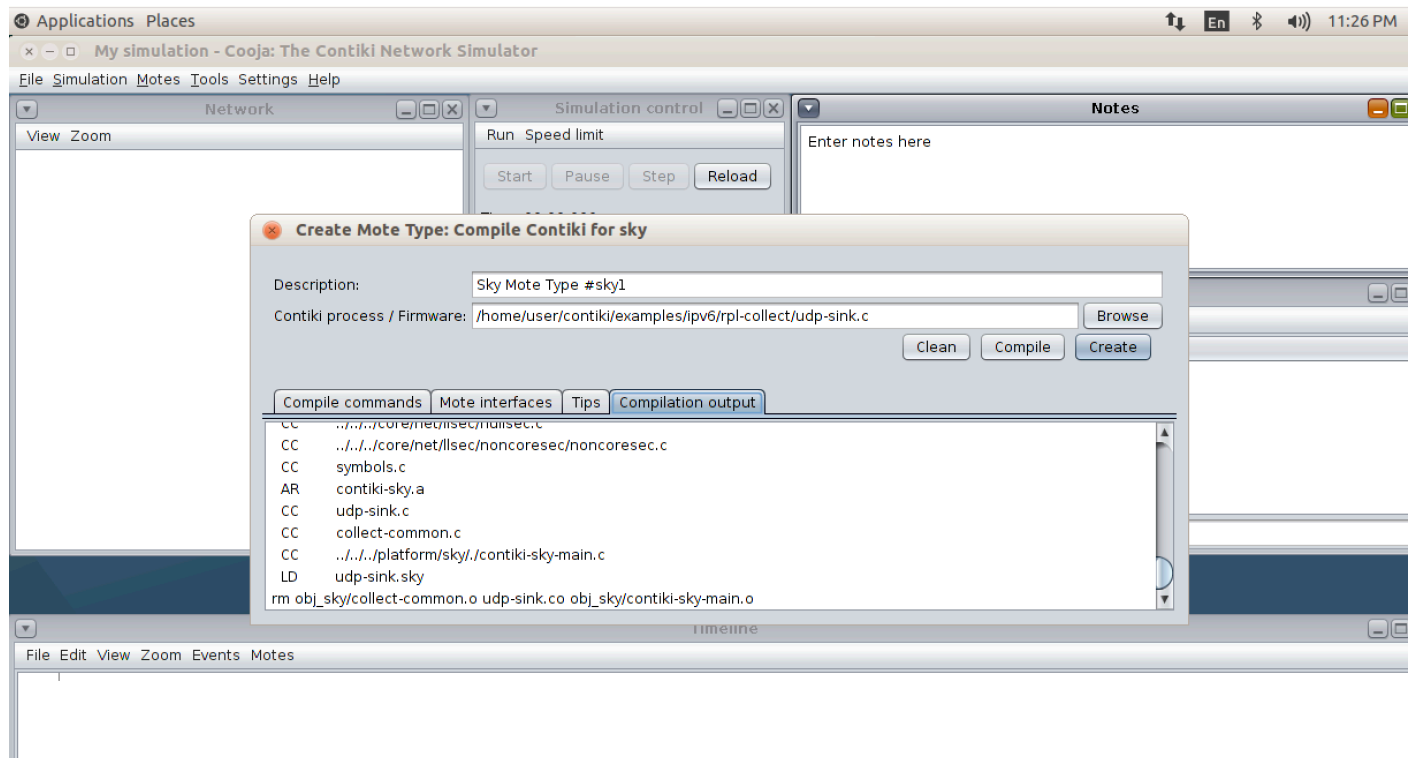 Applications Places En 11:26 PM
My simulation - Cooja: The Contiki Network Simulator
File Simulation Motes Tools Settings Help
Network
View Zoom
Simulation control
Run Speed limit
Start Pause Step Reload
Notes
Enter notes here
Create Mote Type: Compile Contiki for sky
Description: Sky Mote Type #sky1
Contiki process / Firmware: /home/user/contiki/examples/ipv6/rpl-collect/udp-sink.c Browse
Clean Compile Create
Compile commands Mote interfaces Tips Compilation output
CC ../../../core/net/llsec/nullsec.c
CC ../../../core/net/llsec/noncoresec/noncoresec.c
CC symbols.c
AR contiki-sky.a
CC udp-sink.c
CC collect-common.c
CC ../../../platform/sky/./contiki-sky-main.c
LD udp-sink.sky
rm obj_sky/collect-common.o udp-sink.co obj_sky/contiki-sky-main.o
Timeline
File Edit View Zoom Events Motes